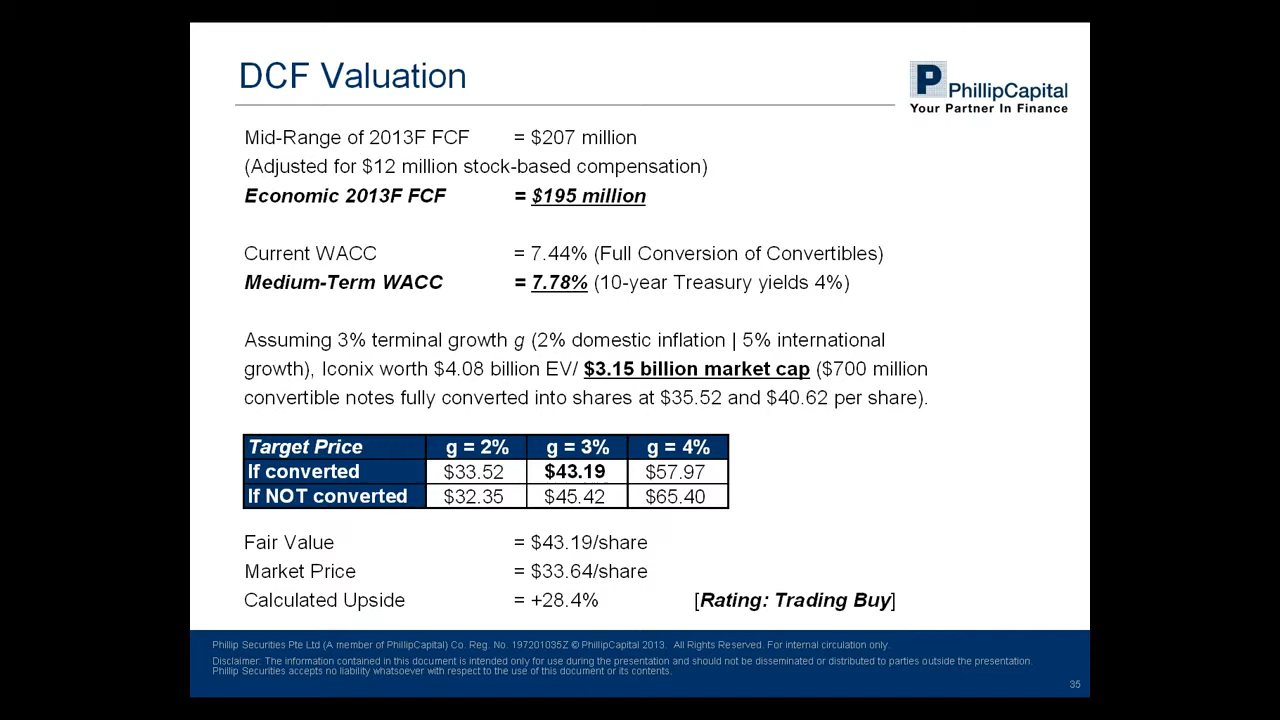 DCF Valuation
P PhillipCapital
Your Partner In Finance
Mid-Range of 2013F FCF = $207 million
(Adjusted for $12 million stock-based compensation)
Economic 2013F FCF = $195 million
Current WACC = 7.44% (Full Conversion of Convertibles)
Medium-Term WACC = 7.78% (10-year Treasury yields 4%)
Assuming 3% terminal growth g (2% domestic inflation | 5% international
growth), Iconix worth $4.08 billion EV/ $3.15 billion market cap ($700 million
convertible notes fully converted into shares at $35.52 and $40.62 per share).
Target Price g = 2% g = 3% g = 4%
If converted $33.52 $43.19 $57.97
If NOT converted $32.35 $45.42 $65.40
Fair Value = $43.19/share
Market Price = $33.64/share
Calculated Upside = +28.4% [Rating: Trading Buy]
Phillip Securities Pte Ltd (A member of PhillipCapital) Co. Reg. No. 197201035Z © PhillipCapital 2013. All Rights Reserved. For internal circulation only.
Disclaimer: The information contained in this document is intended only for use during the presentation and should not be disseminated or distributed to parties outside the presentation.
Phillip Securities accepts no liability whatsoever with respect to the use of this document or its contents.
35